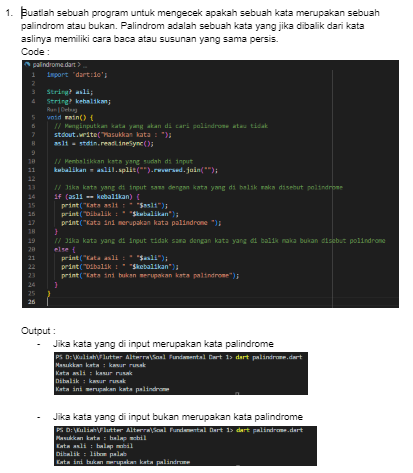 1. Buatlah sebuah program untuk mengecek apakah sebuah kata merupakan sebuah
palindrom atau bukan. Palindrom adalah sebuah kata yang jika dibalik dari kata
aslinya memiliki cara baca atau susunan yang sama persis.
Code :
palindrome.dart > ...
1 import 'dart:io';
2
3 String? asli;
4 String? kebalikan;
Run | Debug
5 void main() {
6 // Menginputkan kata yang akan di cari polindrome atau tidak
7 stdout.write("Masukkan kata : ");
8 asli = stdin.readLineSync();
9
10 // Membalikkan kata yang sudah di input
11 kebalikan = asli!.split("").reversed.join("");
12
13 // Jika kata yang di input sama dengan kata yang di balik maka disebut polindrome
14 if (asli == kebalikan) {
15 print("Kata asli : " "$asli");
16 print("Dibalik : " "$kebalikan");
17 print("Kata ini merupakan kata palindrome ");
18 }
19 // Jika kata yang di input tidak sama dengan kata yang di balik maka bukan disebut polindrome
20 else {
21 print("Kata asli : " "$asli");
22 print("Dibalik : " "$kebalikan");
23 print("Kata ini bukan merupakan kata palindrome");
24 }
25 }
26
Output :
- Jika kata yang di input merupakan kata palindrome
PS D:\Kuliah\Flutter Alterra\Soal Fundamental Dart 1> dart palindrome.dart
Masukkan kata : kasur rusak
Kata asli : kasur rusak
Dibalik : kasur rusak
Kata ini merupakan kata palindrome
- Jika kata yang di input bukan merupakan kata palindrome
PS D:\Kuliah\Flutter Alterra\Soal Fundamental Dart 1> dart palindrome.dart
Masukkan kata : balap mobil
Kata asli : balap mobil
Dibalik : libom palab
Kata ini bukan merupakan kata palindrome